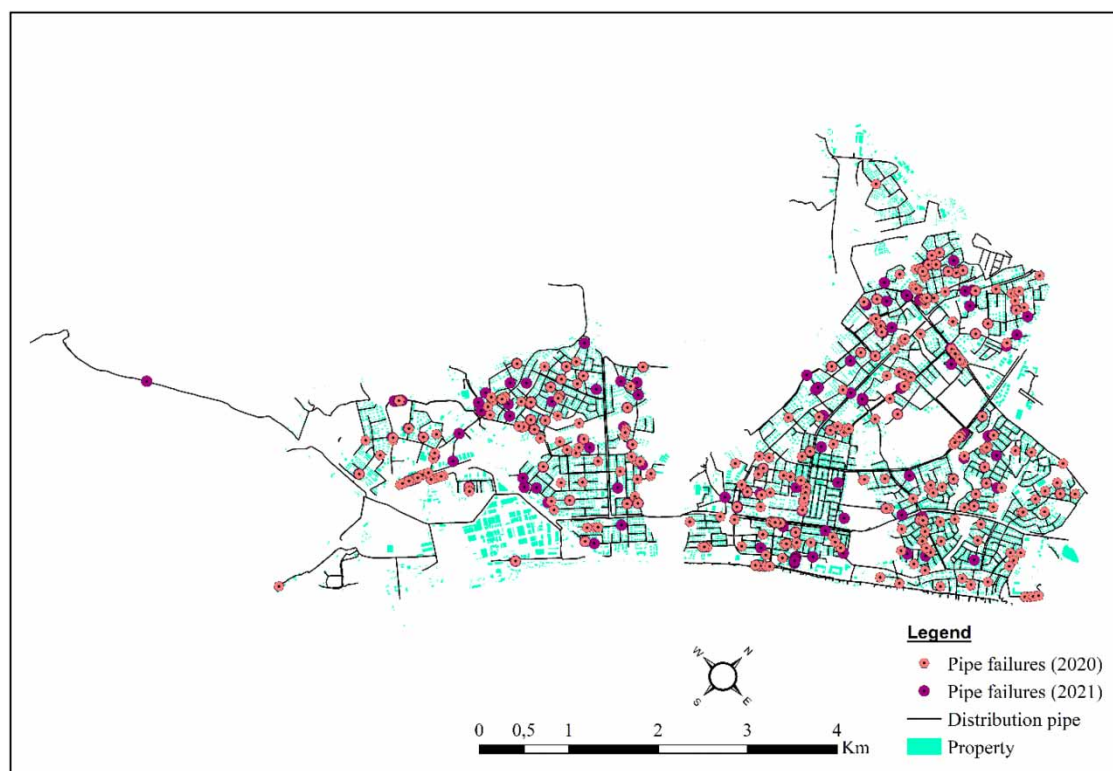 W N
S E
0 0,5 1 2 3 4
Km
Legend
Pipe failures (2020)
Pipe failures (2021)
Distribution pipe
Property